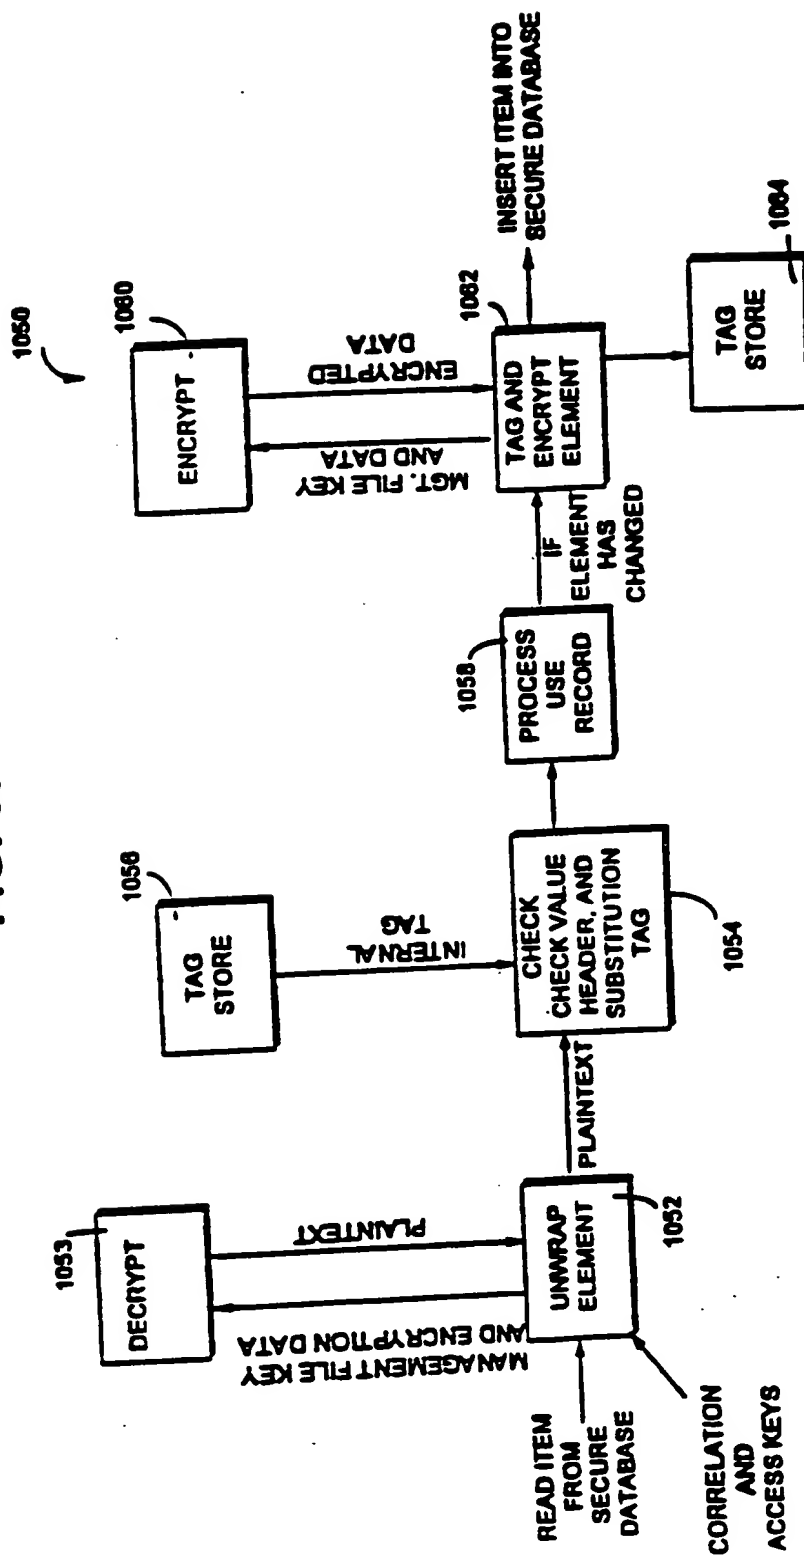 1050
1053
DECRYPT
MANAGEMENT FILE KEY
AND ENCRYPTION DATA
PLAINTEXT
READ ITEM
FROM
SECURE
DATABASE
CORRELATION
AND
ACCESS KEYS
UNWRAP
ELEMENT
1052
PLAINTEXT
1056
TAG
STORE
INTERNAL
TAG
CHECK
CHECK VALUE
HEADER, AND
SUBSTITUTION
TAG
1054
1058
PROCESS
USE
RECORD
IF
ELEMENT
HAS
CHANGED
1060
ENCRYPT
MGT. FILE KEY
AND DATA
ENCRYPTED
DATA
1062
TAG AND
ENCRYPT
ELEMENT
INSERT ITEM INTO
SECURE DATABASE
TAG
STORE
1064